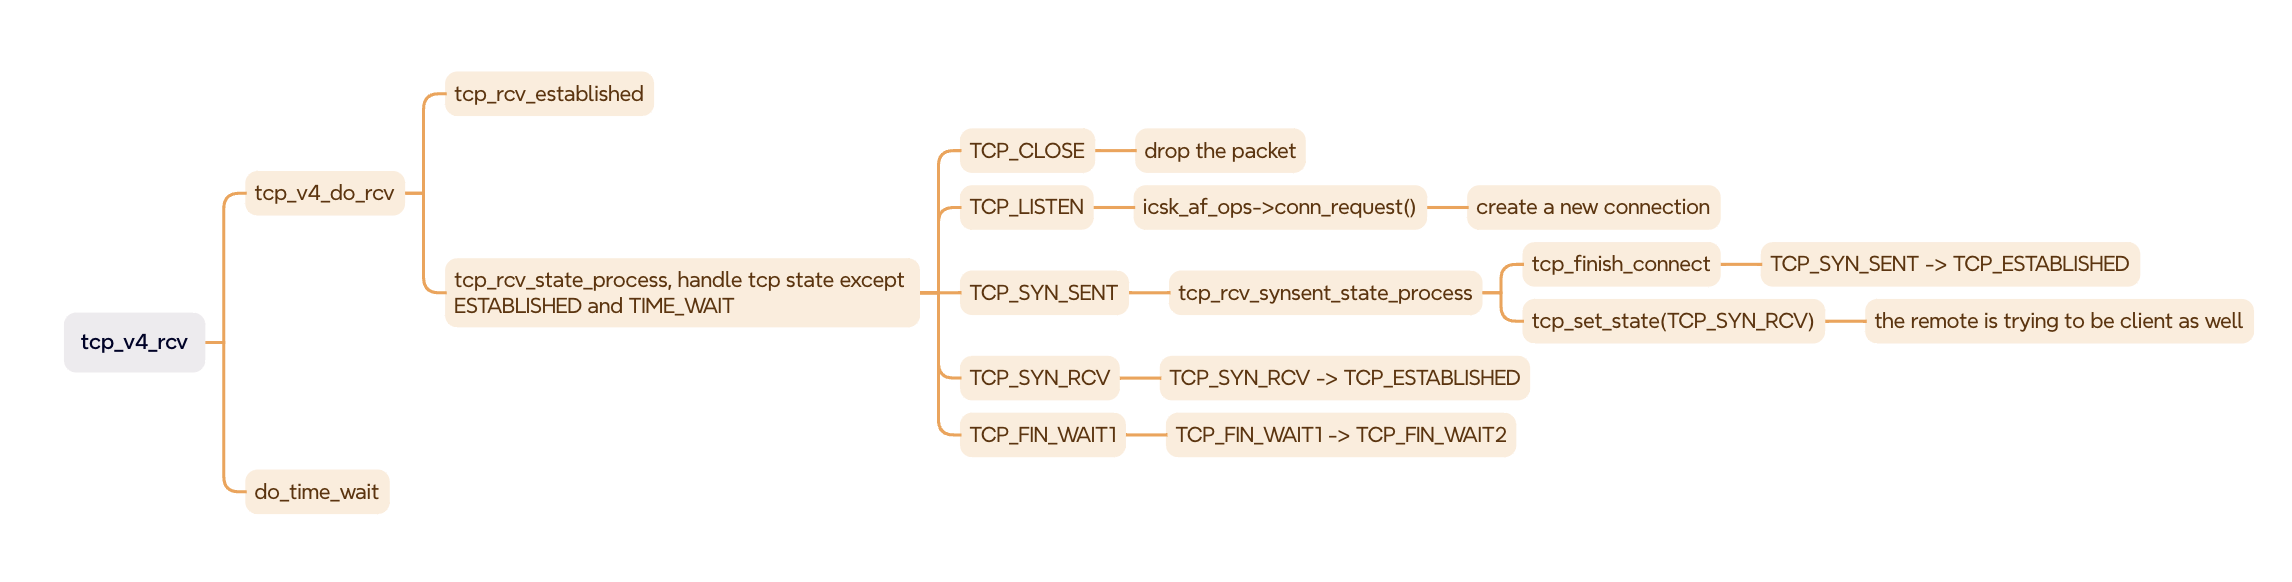 tcp_rcv_established
TCP_CLOSE
drop the packet
tcp_v4_do_rcv
TCP_LISTEN
icsk_af_ops->conn_request()
create a new connection
tcp_rcv_state_process, handle tcp state except
ESTABLISHED and TIME_WAIT
TCP_SYN_SENT
tcp_rcv_synsent_state_process
tcp_finish_connect
TCP_SYN_SENT -> TCP_ESTABLISHED
tcp_set_state(TCP_SYN_RCV)
the remote is trying to be client as well
tcp_v4_rcv
TCP_SYN_RCV
TCP_SYN_RCV -> TCP_ESTABLISHED
TCP_FIN_WAIT1
TCP_FIN_WAIT1 -> TCP_FIN_WAIT2
do_time_wait